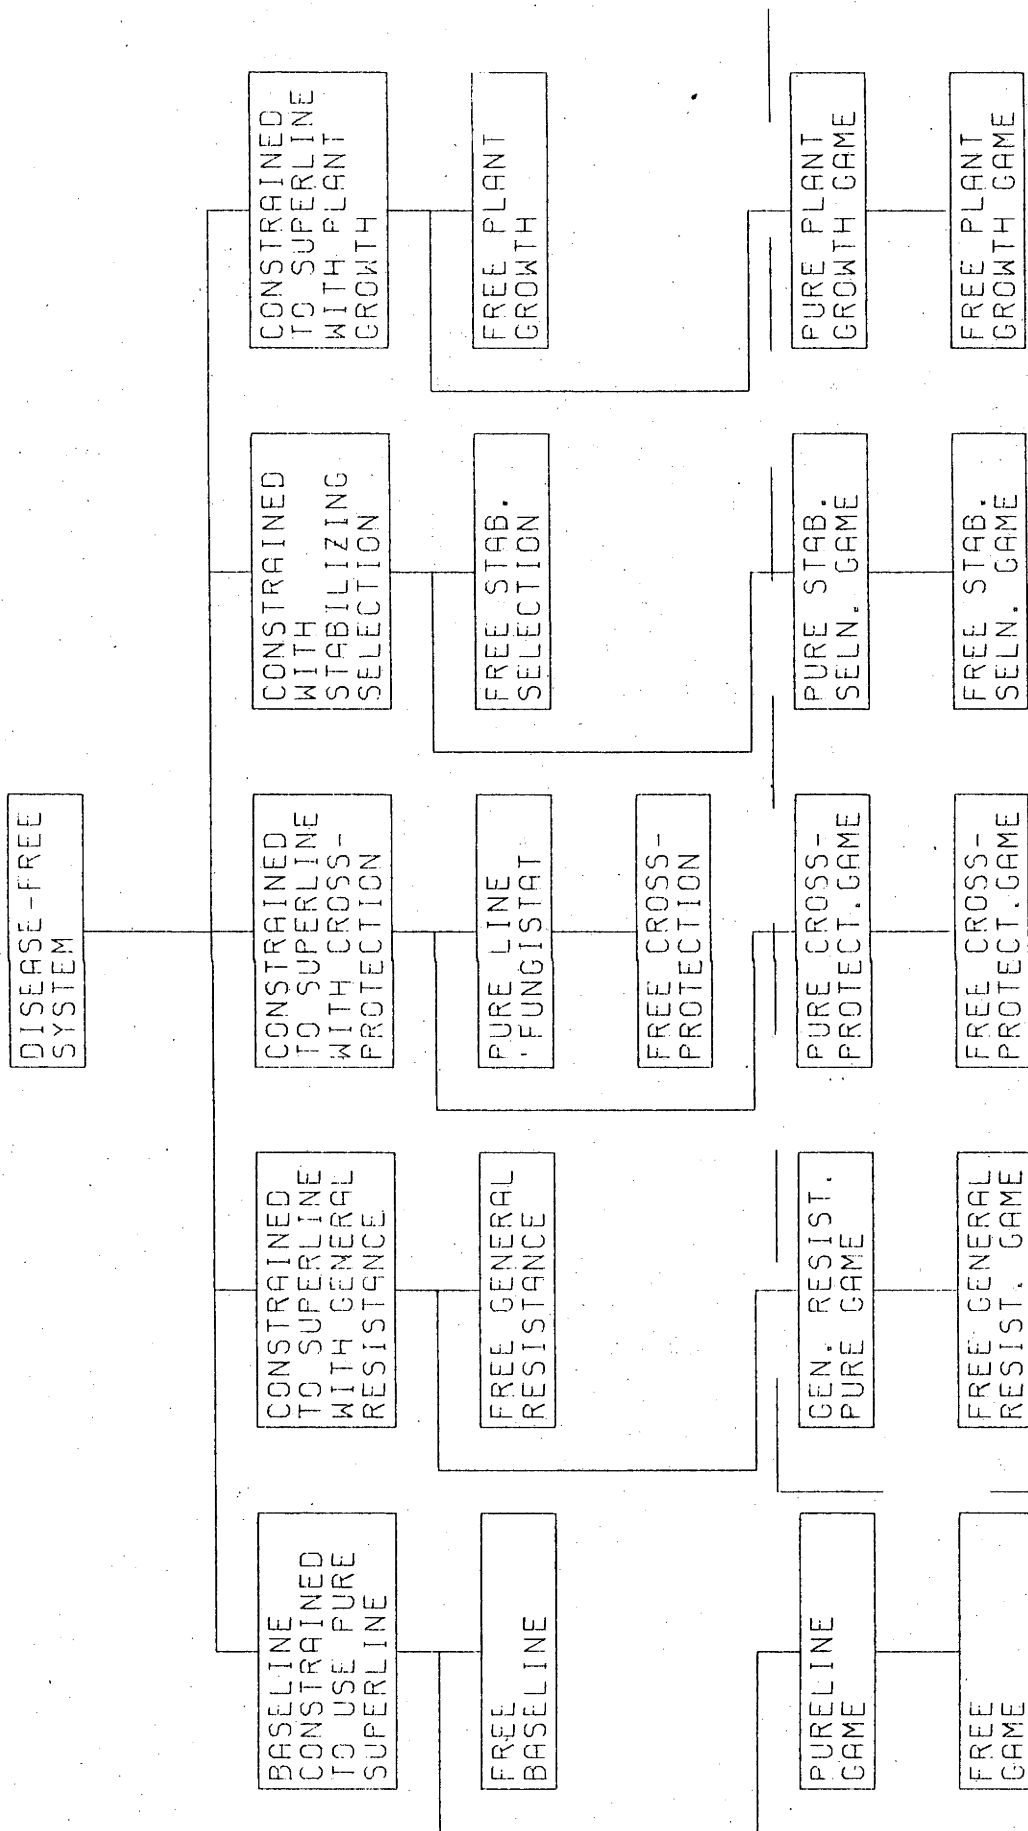 DISEASE-FREE
SYSTEM
BASELINE
CONSTRAINED
TO USE PURE
SUPERLINE
CONSTRAINED
TO SUPERLINE
WITH GENERAL
RESISTANCE
CONSTRAINED
TO SUPERLINE
WITH CROSS-
PROTECTION
CONSTRAINED
WITH
STABILIZING
SELECTION
CONSTRAINED
TO SUPERLINE
WITH PLANT
GROWTH
FREE
BASELINE
FREE GENERAL
RESISTANCE
PURE LINE
'FUNGISTAT
FREE STAB.
SELECTION
FREE PLANT
GROWTH
FREE CROSS-
PROTECTION
PURELINE
GAME
GEN. RESIST.
PURE GAME
PURE CROSS-
PROTECT.GAME
PURE STAB.
SELN. GAME
PURE PLANT
GROWTH GAME
FREE
GAME
FREE GENERAL
RESIST. GAME
FREE CROSS-
PROTECT.GAME
FREE STAB.
SELN. GAME
FREE PLANT
GROWTH GAME